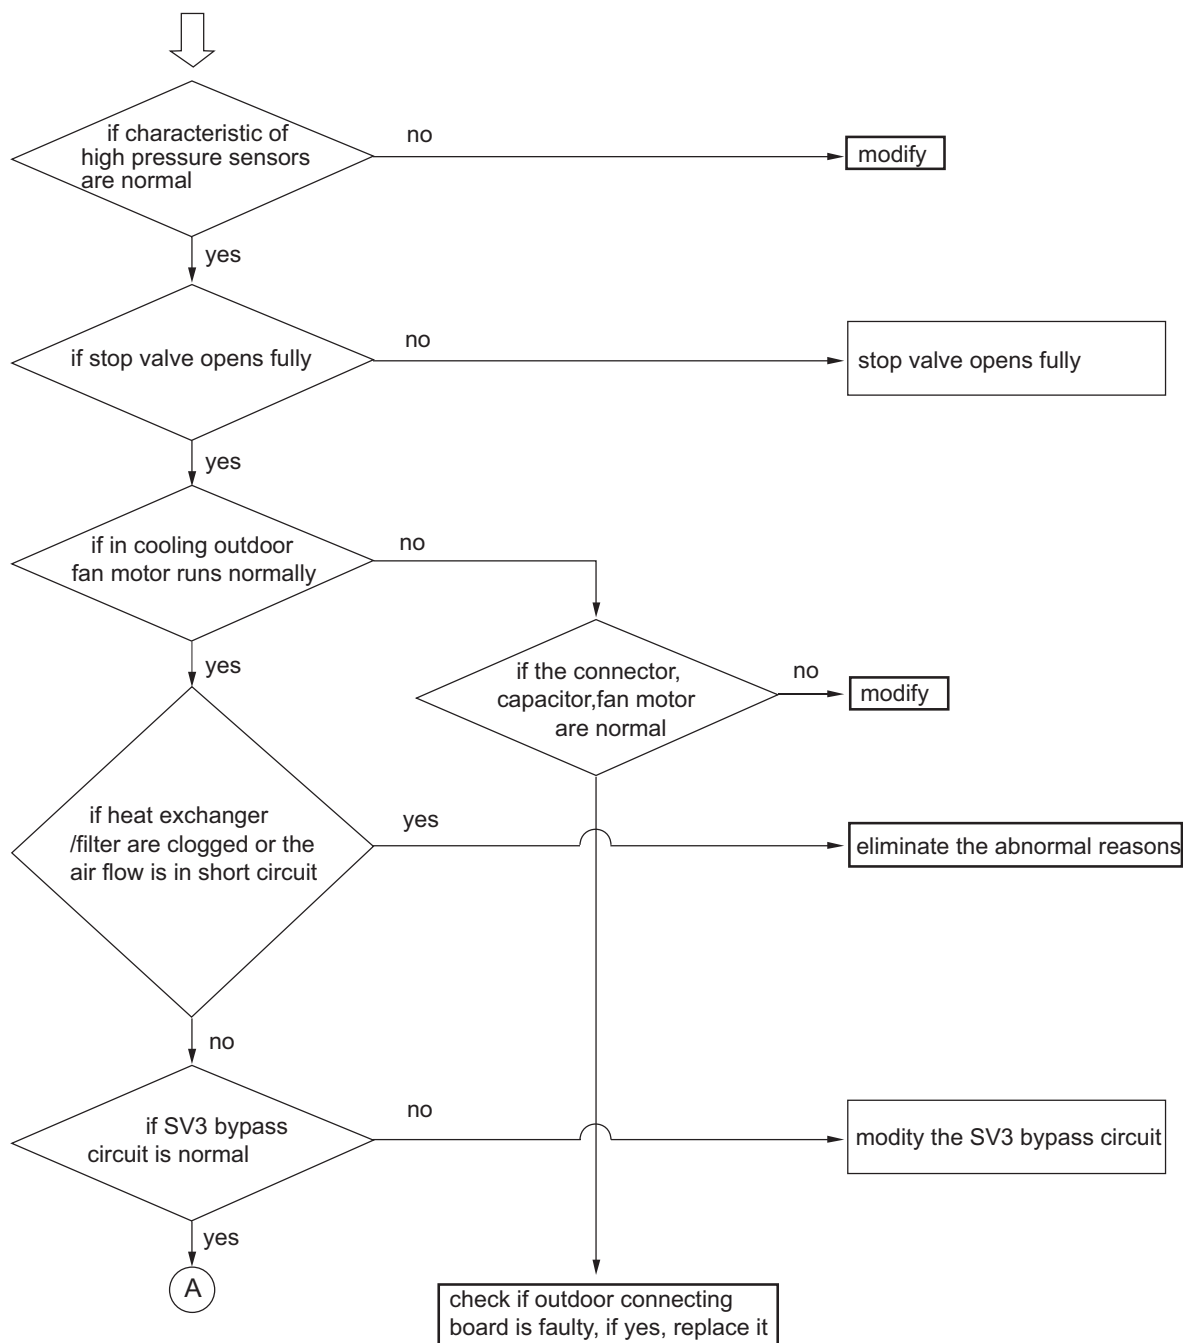 if characteristic of
high pressure sensors
are normal
no
modify
yes
if stop valve opens fully
no
stop valve opens fully
yes
if in cooling outdoor
fan motor runs normally
no
yes
if the connector,
capacitor,fan motor
are normal
no
modify
if heat exchanger
/filter are clogged or the
air flow is in short circuit
yes
eliminate the abnormal reasons
no
if SV3 bypass
circuit is normal
no
modity the SV3 bypass circuit
yes
A
check if outdoor connecting
board is faulty, if yes, replace it